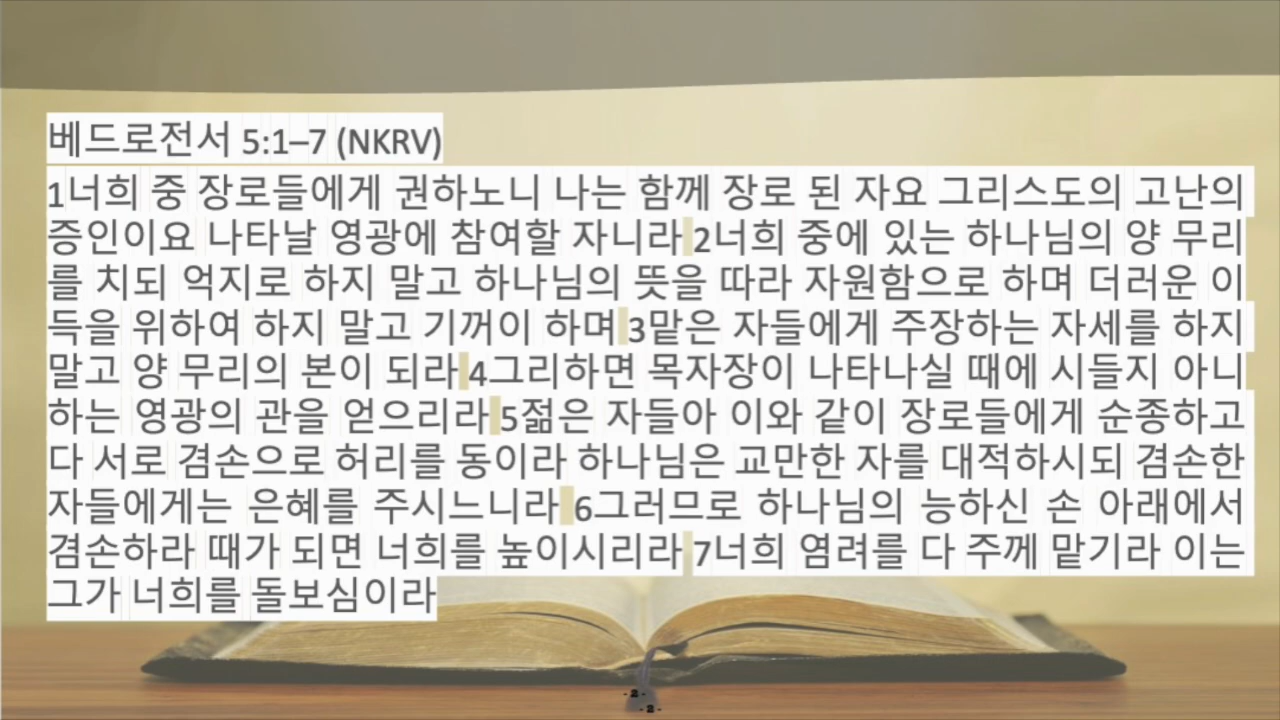 베드로전서 5:1–7 (NKRV)
1너희 중 장로들에게 권하노니 나는 함께 장로 된 자요 그리스도의 고난의
증인이요 나타날 영광에 참여할 자니라 2너희 중에 있는 하나님의 양 무리
를 치되 억지로 하지 말고 하나님의 뜻을 따라 자원함으로 하며 더러운 이
득을 위하여 하지 말고 기꺼이 하며 3맡은 자들에게 주장하는 자세를 하지
말고 양 무리의 본이 되라 4그리하면 목자장이 나타나실 때에 시들지 아니
하는 영광의 관을 얻으리라 5젊은 자들아 이와 같이 장로들에게 순종하고
다 서로 겸손으로 허리를 동이라 하나님은 교만한 자를 대적하시되 겸손한
자들에게는 은혜를 주시느니라 6그러므로 하나님의 능하신 손 아래에서
겸손하라 때가 되면 너희를 높이시리라 7너희 염려를 다 주께 맡기라 이는
그가 너희를 돌보심이라
- 2 -
- 2 -